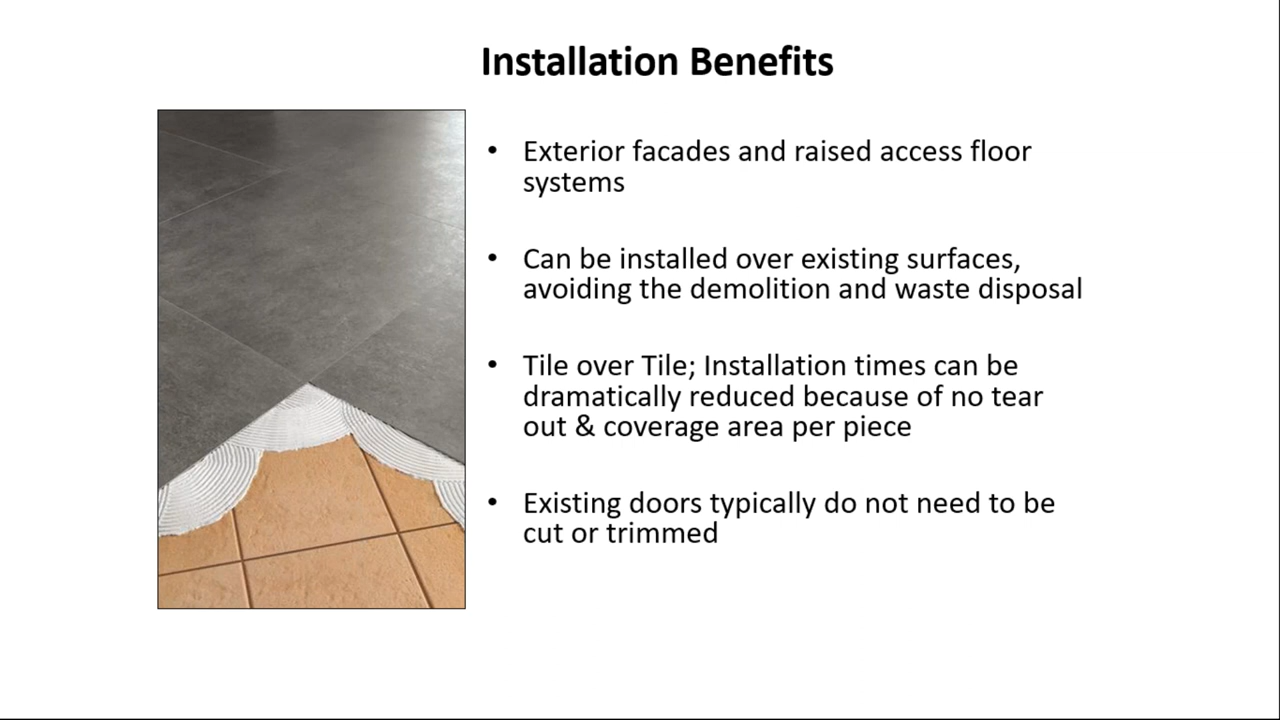 Installation Benefits
• Exterior facades and raised access floor
systems
• Can be installed over existing surfaces,
avoiding the demolition and waste disposal
• Tile over Tile; Installation times can be
dramatically reduced because of no tear
out & coverage area per piece
• Existing doors typically do not need to be
cut or trimmed